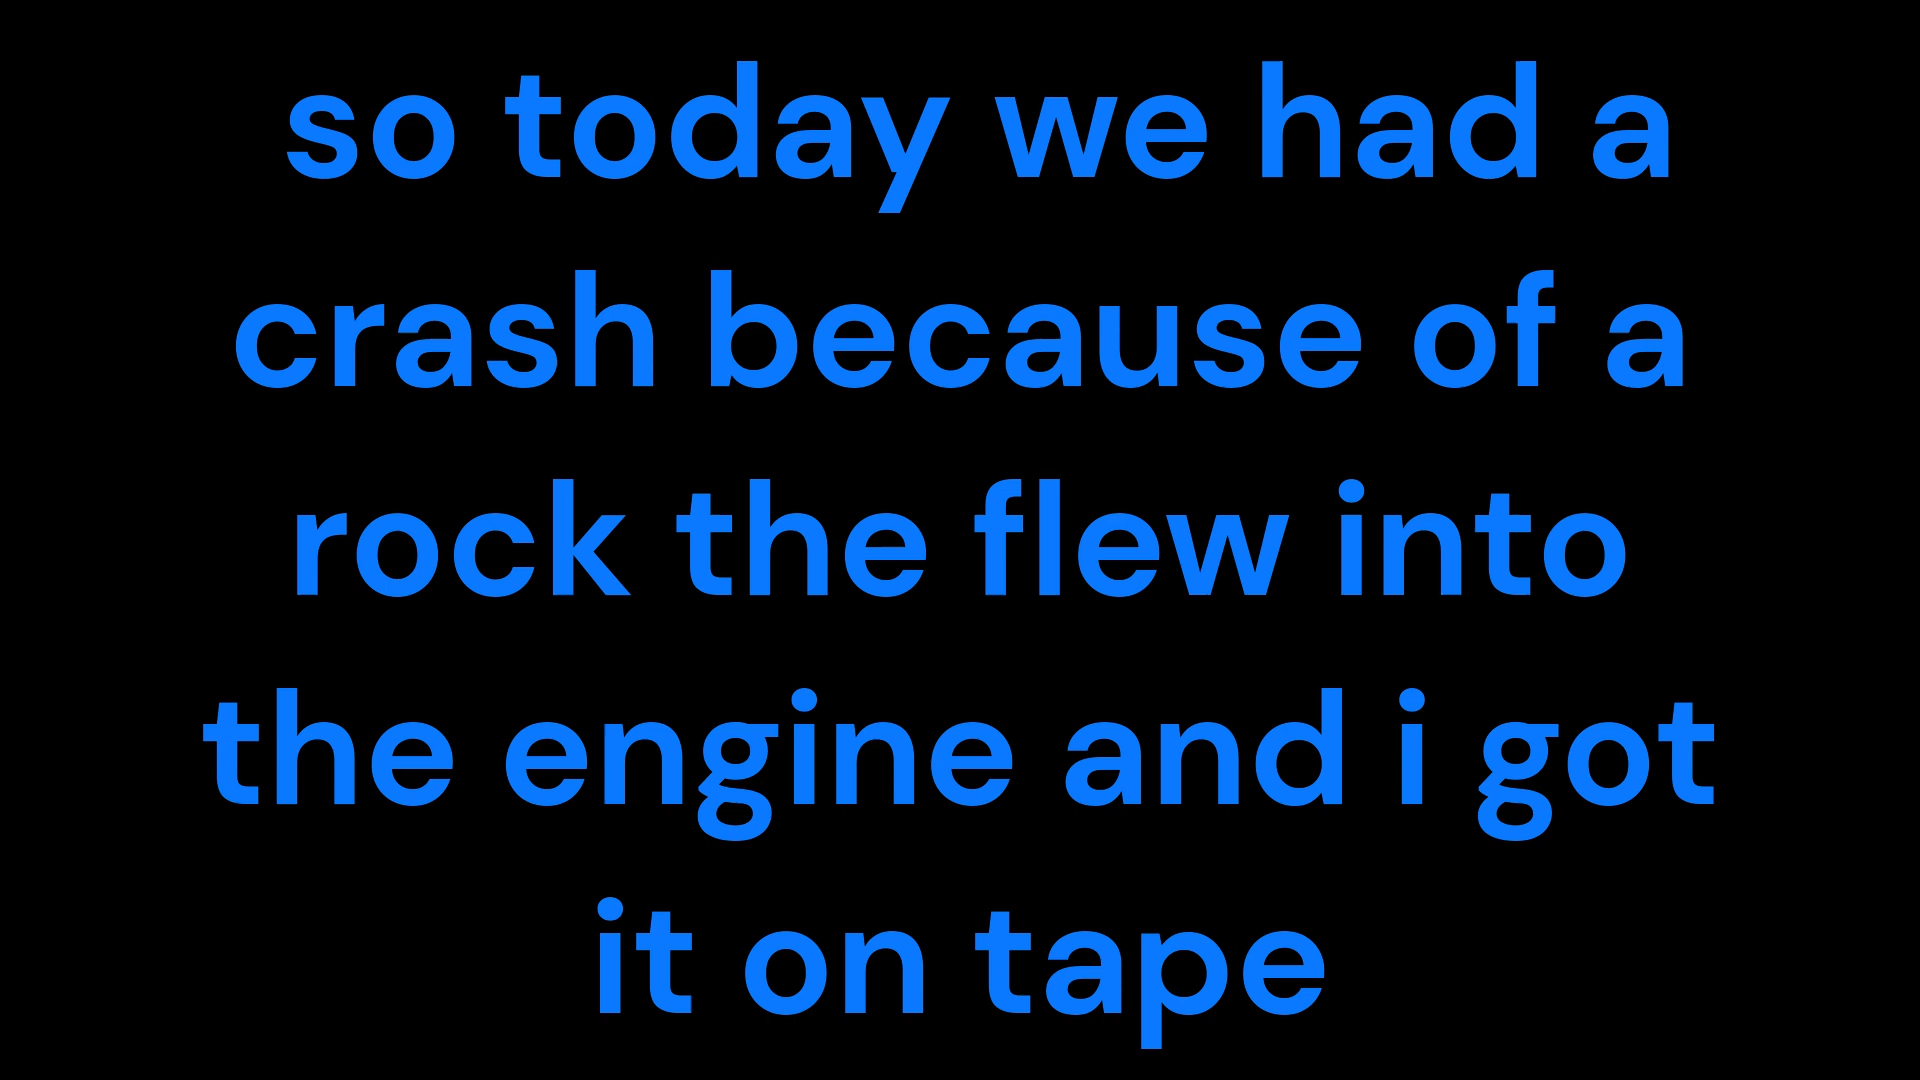 so today we had a
crash because of a
rock the flew into
the engine and i got
it on tape